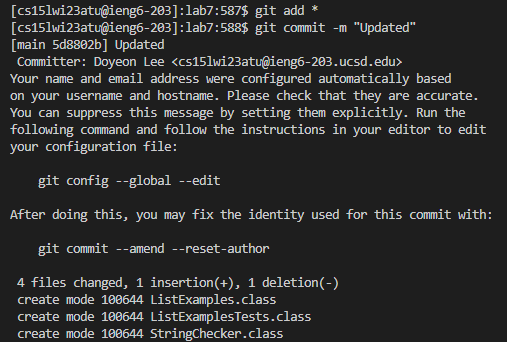 [cs15lwi23atu@ieng6-203]:lab7:587$ git add *
[cs15lwi23atu@ieng6-203]:lab7:588$ git commit -m "Updated"
[main 5d8802b] Updated
 Committer: Doyeon Lee <cs15lwi23atu@ieng6-203.ucsd.edu>
Your name and email address were configured automatically based
on your username and hostname. Please check that they are accurate.
You can suppress this message by setting them explicitly. Run the
following command and follow the instructions in your editor to edit
your configuration file:

    git config --global --edit

After doing this, you may fix the identity used for this commit with:

    git commit --amend --reset-author

 4 files changed, 1 insertion(+), 1 deletion(-)
 create mode 100644 ListExamples.class
 create mode 100644 ListExamplesTests.class
 create mode 100644 StringChecker.class